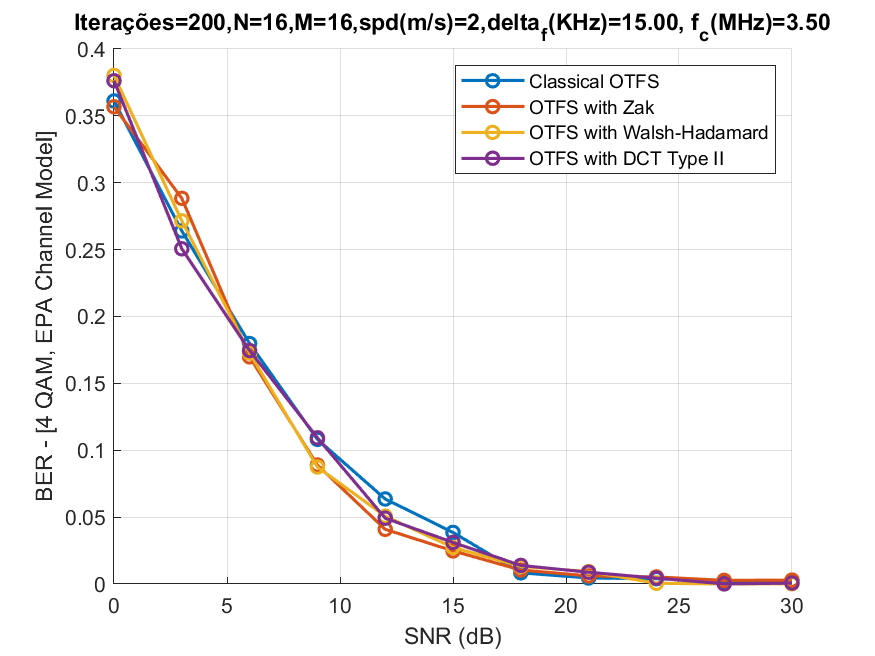 Iterações=200,N=16,M=16,spd(m/s)=2,delta_f(KHz)=15.00, f_c(MHz)=3.50
Classical OTFS
OTFS with Zak
OTFS with Walsh-Hadamard
OTFS with DCT Type II
BER - [4 QAM, EPA Channel Model]
0.4
0.35
0.3
0.25
0.2
0.15
0.1
0.05
0
0 5 10 15 20 25 30
SNR (dB)